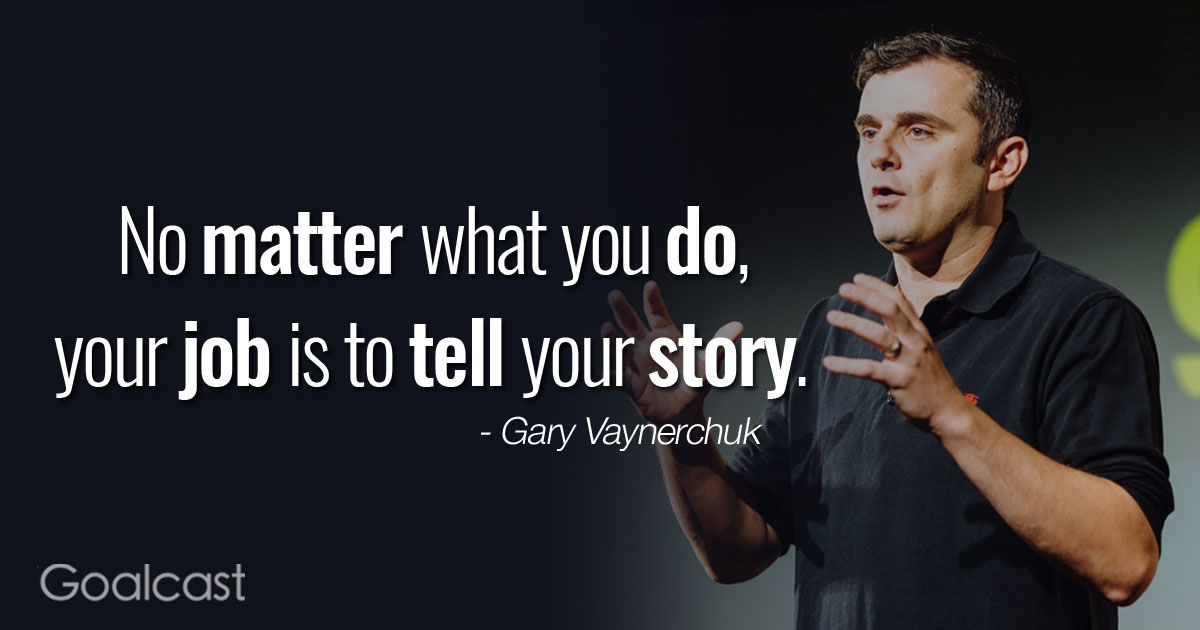 No matter what you do,
your job is to tell your story.
- Gary Vaynerchuk
Goalcast